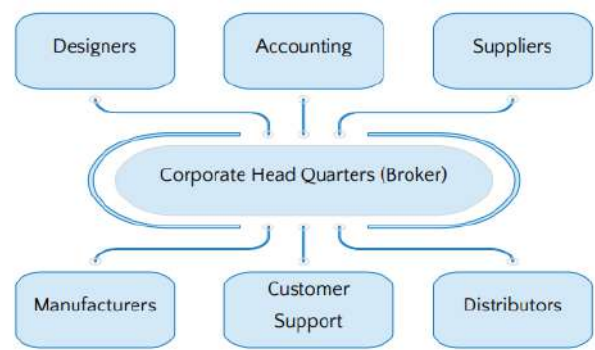 Designers
Accounting
Suppliers
Corporate Head Quarters (Broker)
Manufacturers
Customer
Support
Distributors